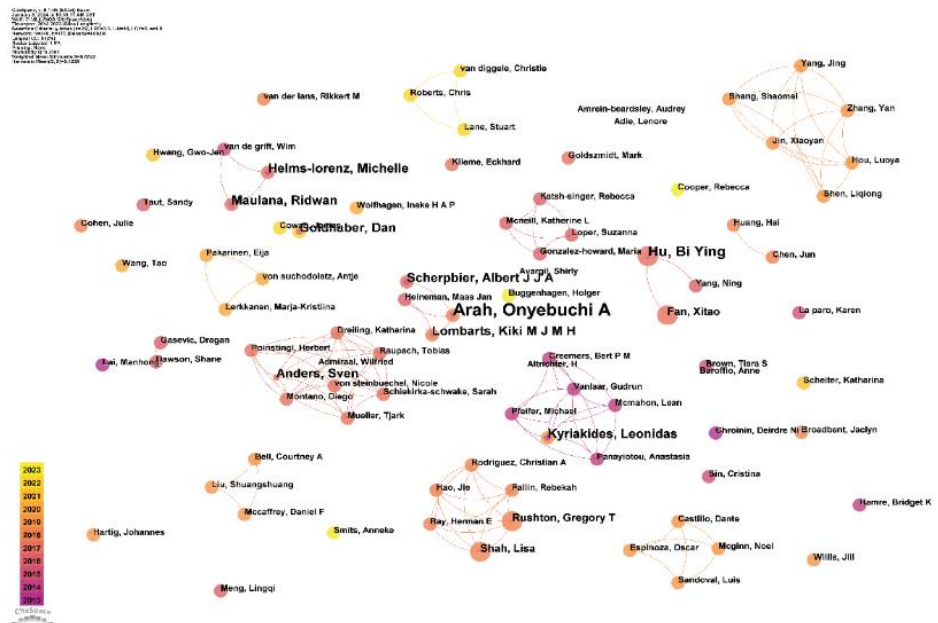 van diggele, Christie
Yang, Jing
Roberts, Chris
van der lans, Rikkert M
Shang, Shaomei
Zhang, Yan
Amrein-beardsley, Audrey
Adie, Lenore
Lane, Stuart
Jin, Xiaoyan
van de grift, Wim
Hwang, Gwo-Jen
Goldszmidt, Mark
Klieme, Eckhard
Hou, Luoya
Helms-lorenz, Michelle
Cooper, Rebecca
Shen, Liqiong
Maulana, Ridwan
Taut, Sandy
Katsh-singer, Rebecca
Wolfhagen, Ineke H A P
Cohen, Julie
Mcneill, Katherine L
Huang, Hai
Goldhaber, Dan
Loper, Suzanna
Pakarinen, Eija
Gonzalez-howard, Maria
Hu, Bi Ying
Chen, Jun
Wang, Tao
Avargil, Shirly
von suchodoletz, Antje
Scherpbier, Albert J J A
Yang, Ning
Buggenhagen, Holger
Heineman, Maas Jan
Lerkkanen, Marja-Kristiina
Arah, Onyebuchi A
Fan, Xitao
La paro, Karen
Dreiling, Katharina
Lombarts, Kiki M J M H
Gasevic, Dragan
Poinstingl, Herbert
Raupach, Tobias
Creemers, Bert P M
Lai, Manhong
Dawson, Shane
Admiraal, Wilfried
Altrichter, H
Brown, Tiara S
Baroffio, Anne
Anders, Sven
von steinbuechel, Nicole
Scheiter, Katharina
Montano, Diego
Schiekirka-schwake, Sarah
Vanlaar, Gudrun
Mcmahon, Lean
Mueller, Tjark
Pfeifer, Michael
Kyriakides, Leonidas
Chroinin, Deirdre Ni
Broadbent, Jaclyn
Bell, Courtney A
Panayiotou, Anastasia
Rodriguez, Christian A
Sin, Cristina
Liu, Shuangshuang
Hao, Jie
Fallin, Rebekah
Hamre, Bridget K
Mccaffrey, Daniel F
Ray, Herman E
Rushton, Gregory T
Castillo, Dante
Hartig, Johannes
Smits, Anneke
Shah, Lisa
Espinoza, Oscar
Mcginn, Noel
Willis, Jill
Sandoval, Luis
Meng, Lingqi
2023
2022
2021
2020
2019
2018
2017
2016
2015
2014
2013
CiteSpace